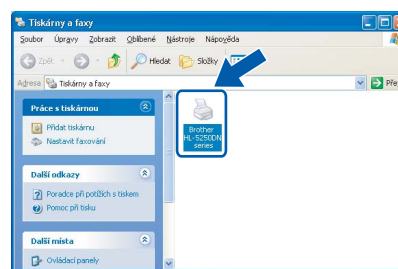 Tiskárny a faxy
Soubor Úpravy Zobrazit Oblíbené Nástroje Nápověda
Zpět Hledat Složky
Adresa Tiskárny a faxy Pře
Práce s tiskárnou
Přidat tiskárnu
Nastavit faxování
Brother
HL-5250DN
series
Další odkazy
Poradce při potížích s tiskem
Pomoc při tisku
Další místa
Ovládací panely